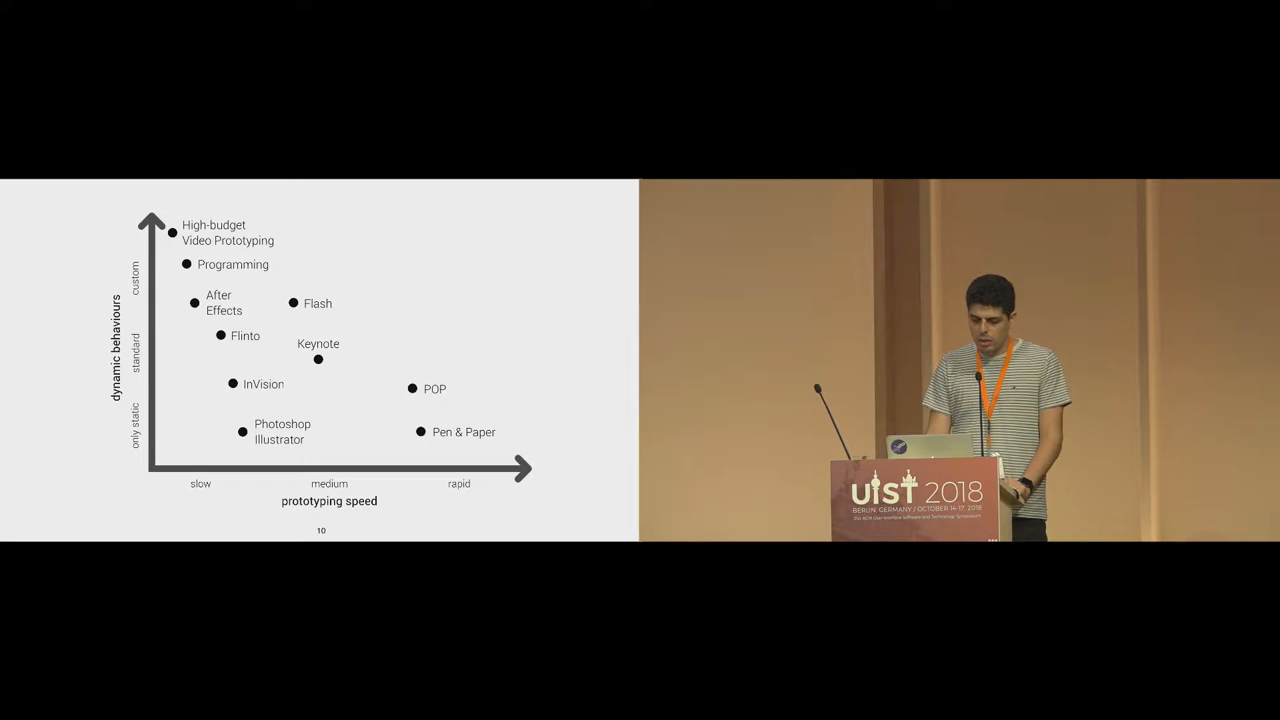 High-budget
Video Prototyping
Programming
After
Effects
Flash
Flinto
Keynote
InVision
POP
Photoshop
Illustrator
Pen & Paper
dynamic behaviours
custom
standard
only static
slow
medium
rapid
prototyping speed
10
UIST 2018
BERLIN, GERMANY / OCTOBER 14-17, 2018